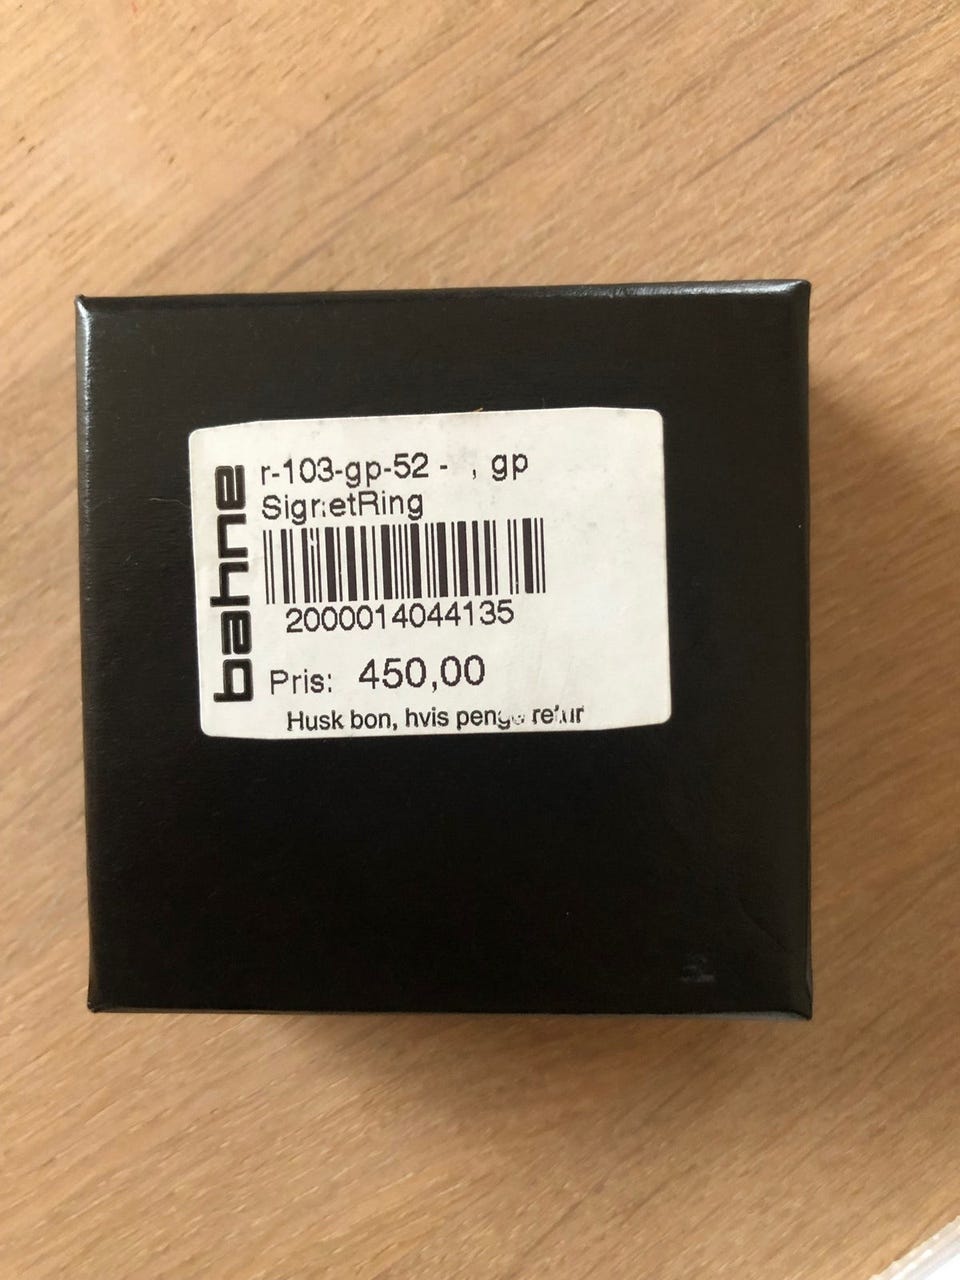 bahne
r-103-gp-52 - , gp
SignetRing
2000014044135
Pris: 450,00
Husk bon, hvis penge retur